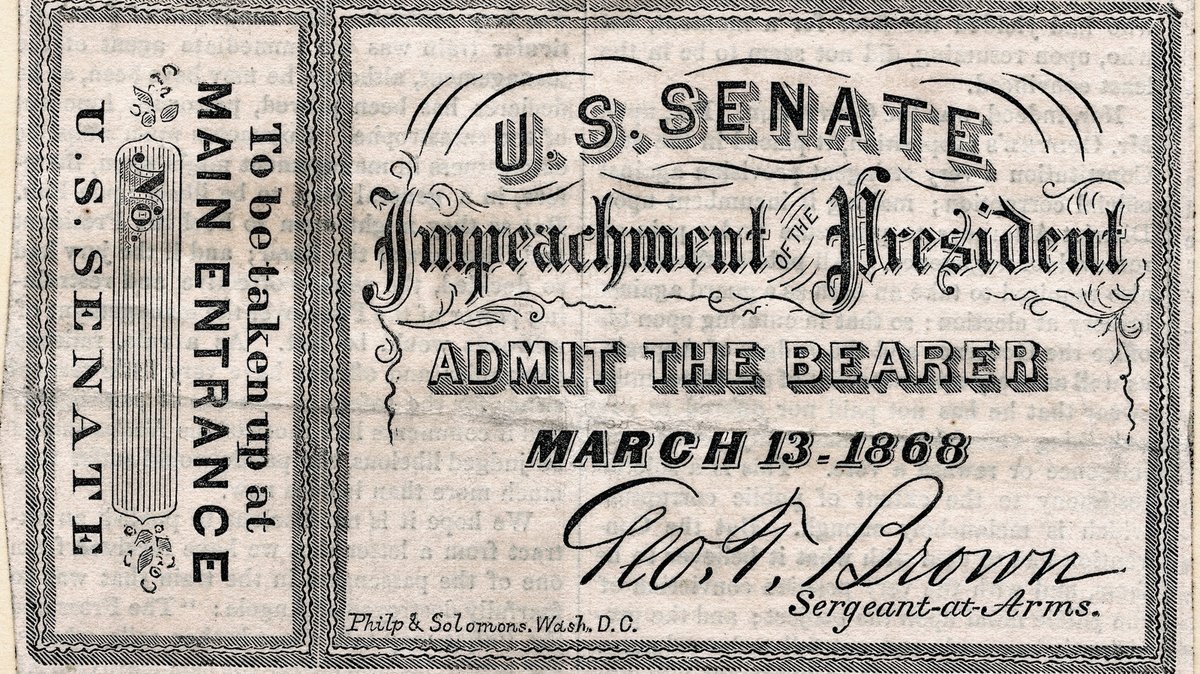 To be taken up at
MAIN ENTRANCE
No.
U.S. SENATE
U.S. SENATE
Impeachment OF THE President
ADMIT THE BEARER
MARCH 13-1868
Geo. T. Brown
Sergeant-at-Arms.
Philp & Solomons. Wash. D.C.